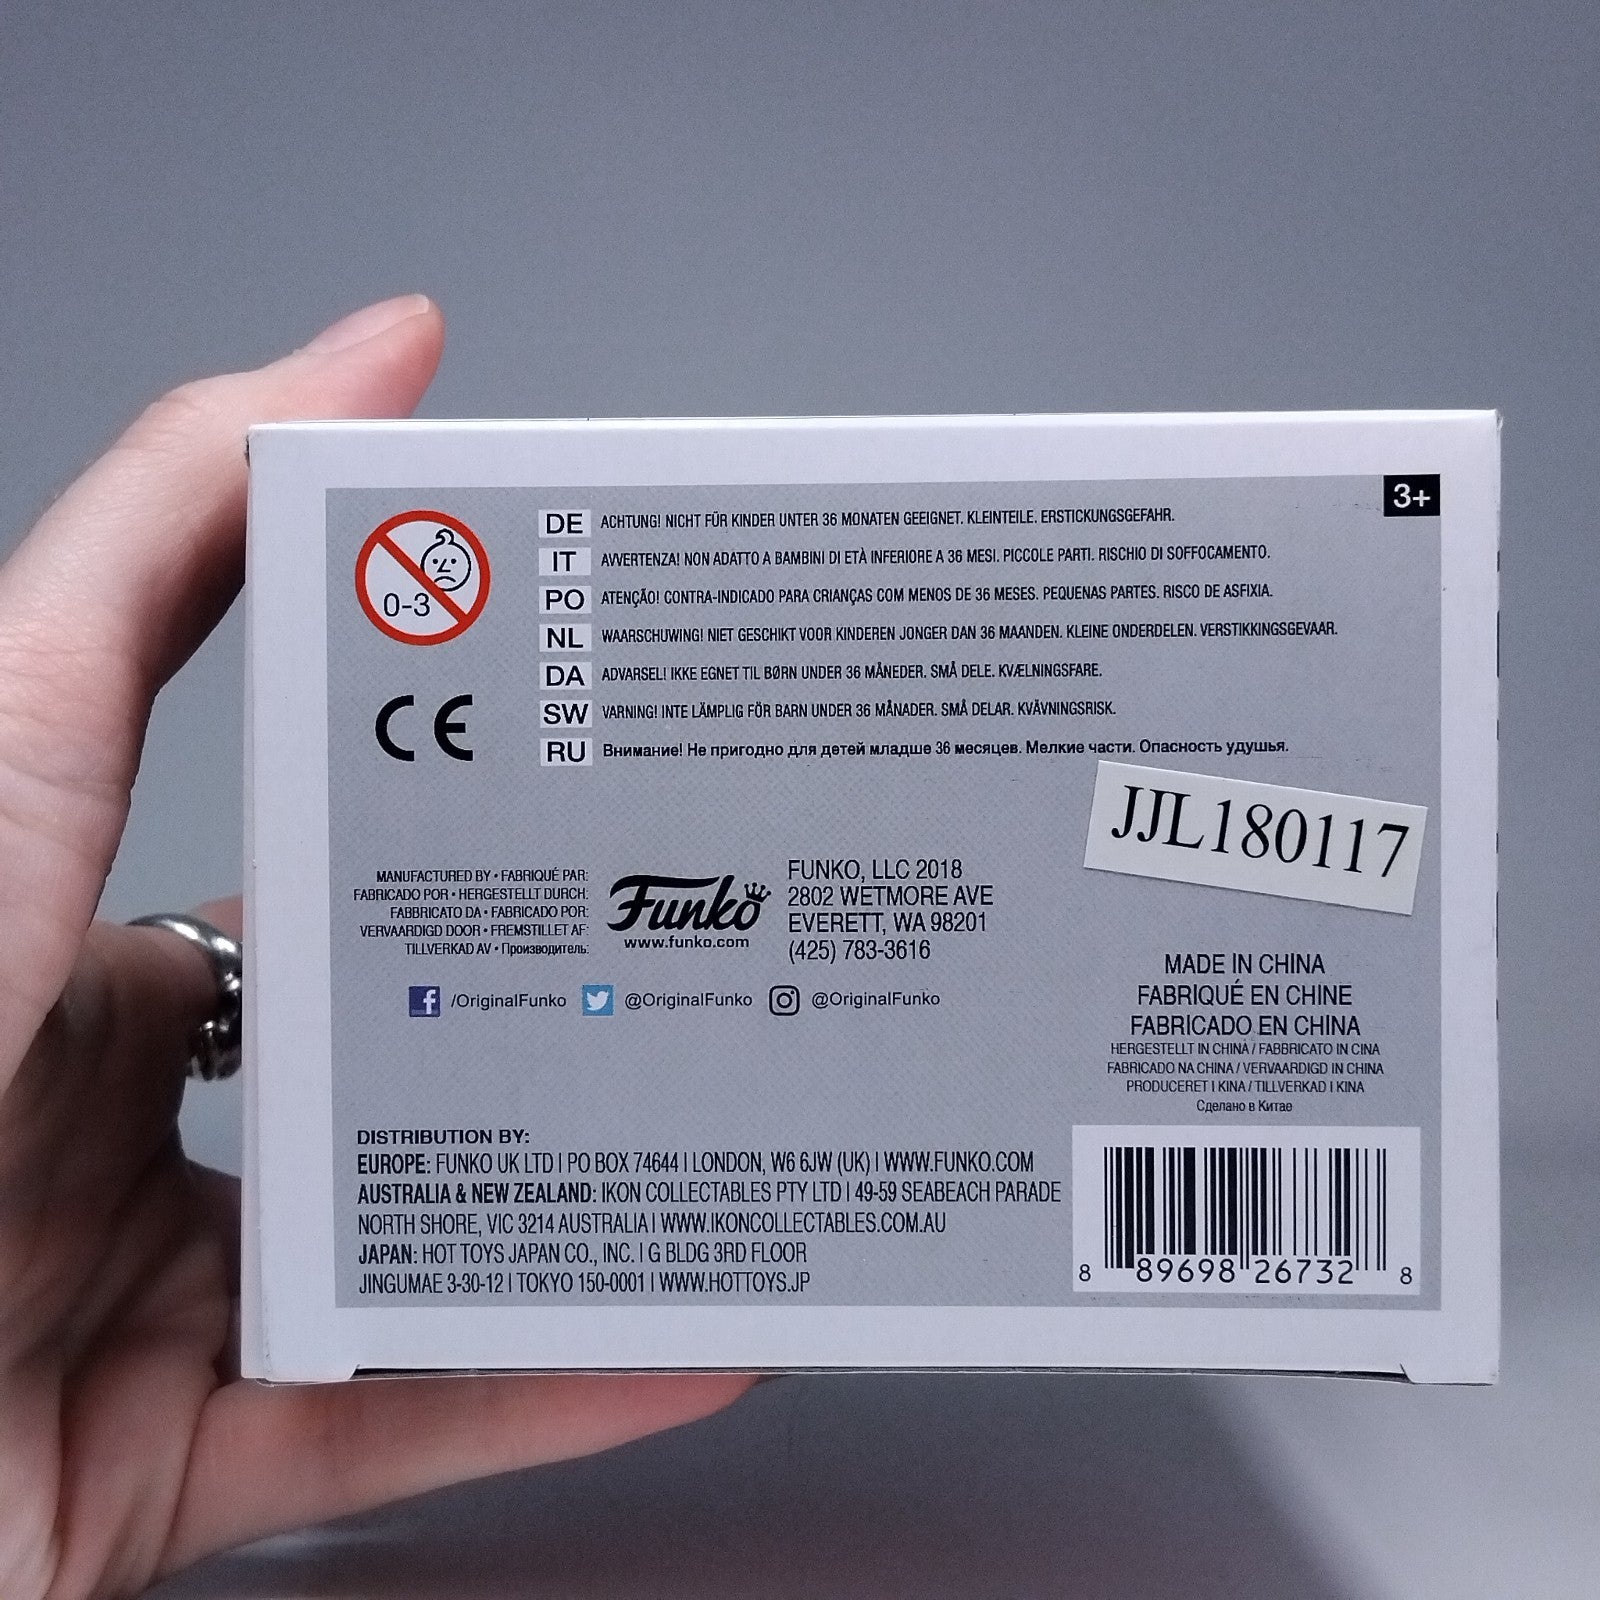 3+
0-3
DE ACHTUNG! NICHT FÜR KINDER UNTER 36 MONATEN GEEIGNET. KLEINTEILE. ERSTICKUNGSGEFAHR.
IT AVVERTENZA! NON ADATTO A BAMBINI DI ETÀ INFERIORE A 36 MESI. PICCOLE PARTI. RISCHIO DI SOFFOCAMENTO.
PO ATENÇÃO! CONTRA-INDICADO PARA CRIANÇAS COM MENOS DE 36 MESES. PEQUENAS PARTES. RISCO DE ASFIXIA.
NL WAARSCHUWING! NIET GESCHIKT VOOR KINDEREN JONGER DAN 36 MAANDEN. KLEINE ONDERDELEN. VERSTIKKINGSGEVAAR.
DA ADVARSEL! IKKE EGNET TIL BØRN UNDER 36 MÅNEDER. SMÅ DELE. KVÆLNINGSFARE.
SW VARNING! INTE LÄMPLIG FÖR BARN UNDER 36 MÅNADER. SMÅ DELAR. KVÄVNINGSRISK.
RU Внимание! Не пригодно для детей младше 36 месяцев. Мелкие части. Опасность удушья.
CE
JJL180117
MANUFACTURED BY • FABRIQUÉ PAR:
FABRICADO POR • HERGESTELLT DURCH:
FABBRICATO DA • FABRICADO POR:
VERVAARDIGD DOOR • FREMSTILLET AF:
TILLVERKAD AV • Производитель:
Funko
www.funko.com
FUNKO, LLC 2018
2802 WETMORE AVE
EVERETT, WA 98201
(425) 783-3616
f /OriginalFunko @OriginalFunko @OriginalFunko
MADE IN CHINA
FABRIQUÉ EN CHINE
FABRICADO EN CHINA
HERGESTELLT IN CHINA / FABBRICATO IN CINA
FABRICADO NA CHINA / VERVAARDIGD IN CHINA
PRODUCERET I KINA / TILLVERKAD I KINA
Сделано в Китае
DISTRIBUTION BY:
EUROPE: FUNKO UK LTD | PO BOX 74644 | LONDON, W6 6JW (UK) | WWW.FUNKO.COM
AUSTRALIA & NEW ZEALAND: IKON COLLECTABLES PTY LTD | 49-59 SEABEACH PARADE
NORTH SHORE, VIC 3214 AUSTRALIA | WWW.IKONCOLLECTABLES.COM.AU
JAPAN: HOT TOYS JAPAN CO., INC. | G BLDG 3RD FLOOR
JINGUMAE 3-30-12 | TOKYO 150-0001 | WWW.HOTTOYS.JP
8 89698 26732 8